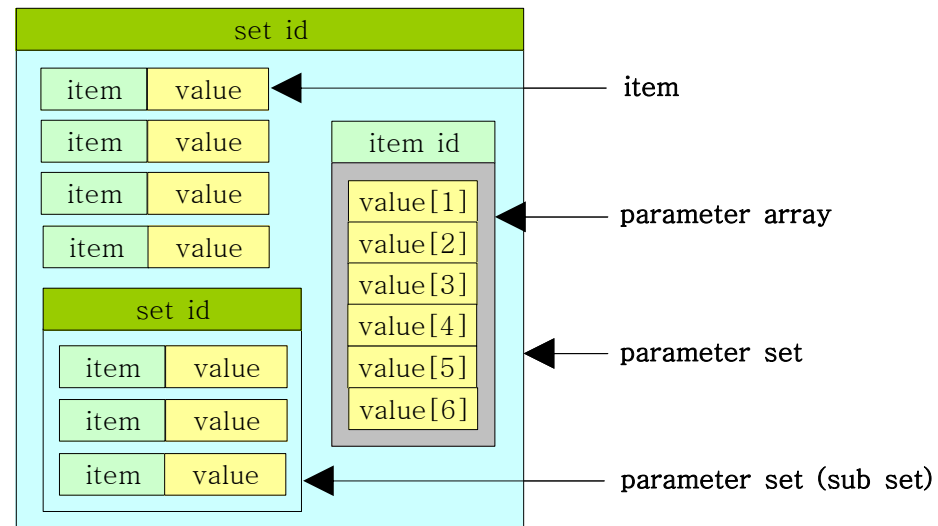 set id
item value
item
item value
item value
item value
item id
value[1]
value[2]
value[3]
value[4]
value[5]
value[6]
parameter array
set id
item value
item value
item value
parameter set
parameter set (sub set)